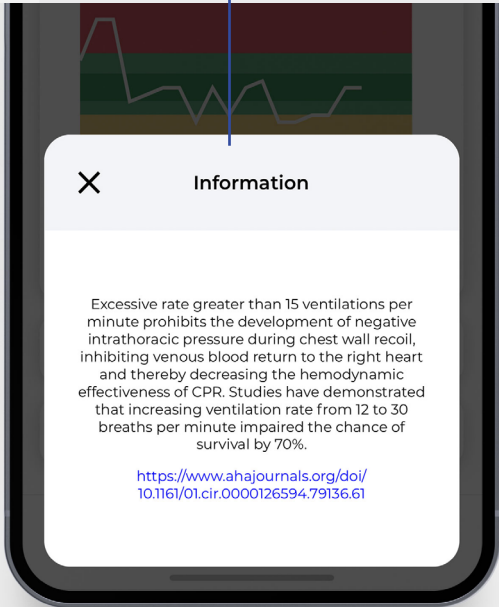 Information
Excessive rate greater than 15 ventilations per
minute prohibits the development of negative
intrathoracic pressure during chest wall recoil,
inhibiting venous blood return to the right heart
and thereby decreasing the hemodynamic
effectiveness of CPR. Studies have demonstrated
that increasing ventilation rate from 12 to 30
breaths per minute impaired the chance of
survival by 70%.
https://www.ahajournals.org/doi/
10.1161/01.cir.0000126594.79136.61